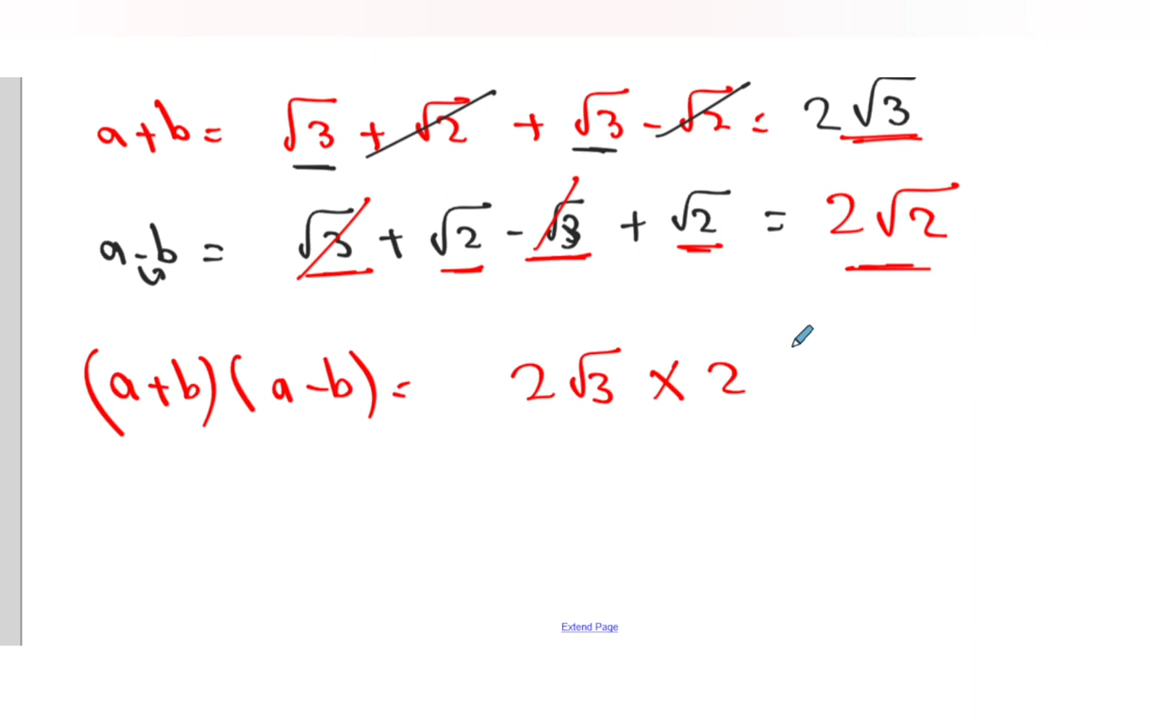 a+b = √3 + √2 + √3 - √2 = 2√3
a-b = √3 + √2 - √3 + √2 = 2√2
(a+b)(a-b) = 2√3 × 2
Extend Page